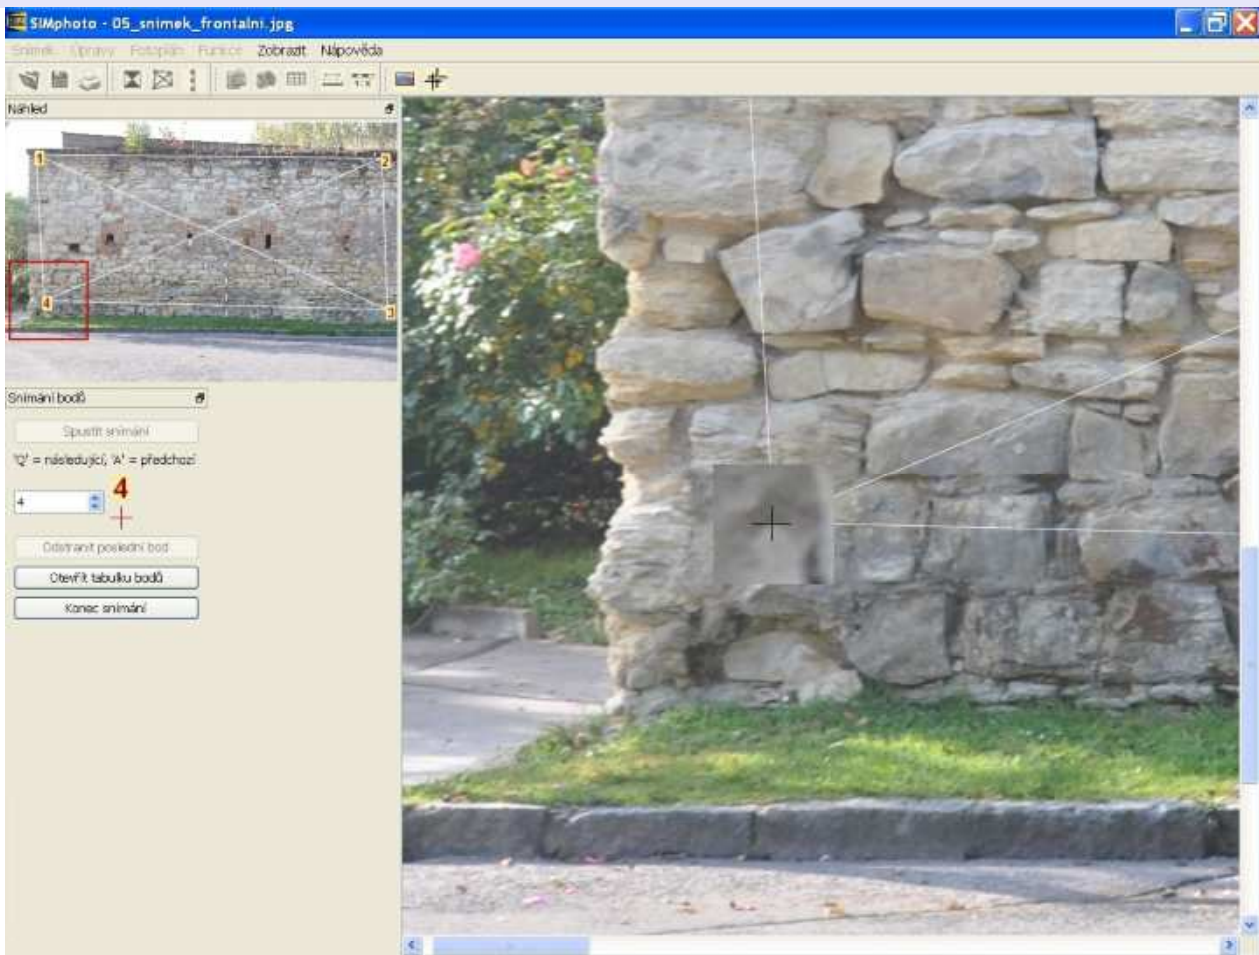 SIMphoto - 05_snimek_frontalni.jpg
Snímek Úpravy Fotoplán Funkce Zobrazit Nápověda
Náhled
1
2
4
3
Snímání bodů
Spustit snímání
'Q' = následující, 'A' = předchozí
4
4
Odstranit poslední bod
Otevřít tabulku bodů
Konec snímání